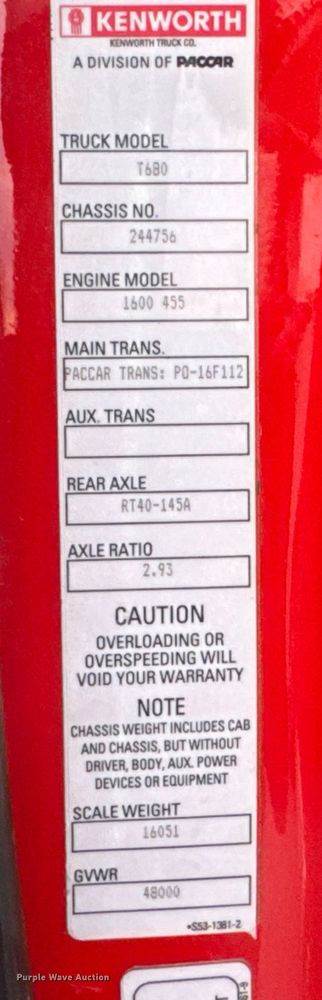 KENWORTH
KENWORTH TRUCK CO.
A DIVISION OF PACCAR
TRUCK MODEL
T680
CHASSIS NO.
244756
ENGINE MODEL
1600 455
MAIN TRANS.
PACCAR TRANS: PO-16F112
AUX. TRANS
REAR AXLE
RT40-145A
AXLE RATIO
2.93
CAUTION
OVERLOADING OR
OVERSPEEDING WILL
VOID YOUR WARRANTY
NOTE
CHASSIS WEIGHT INCLUDES CAB
AND CHASSIS, BUT WITHOUT
DRIVER, BODY, AUX. POWER
DEVICES OR EQUIPMENT
SCALE WEIGHT
16051
GVWR
48000
•S53-1381-2
Purple Wave Auction